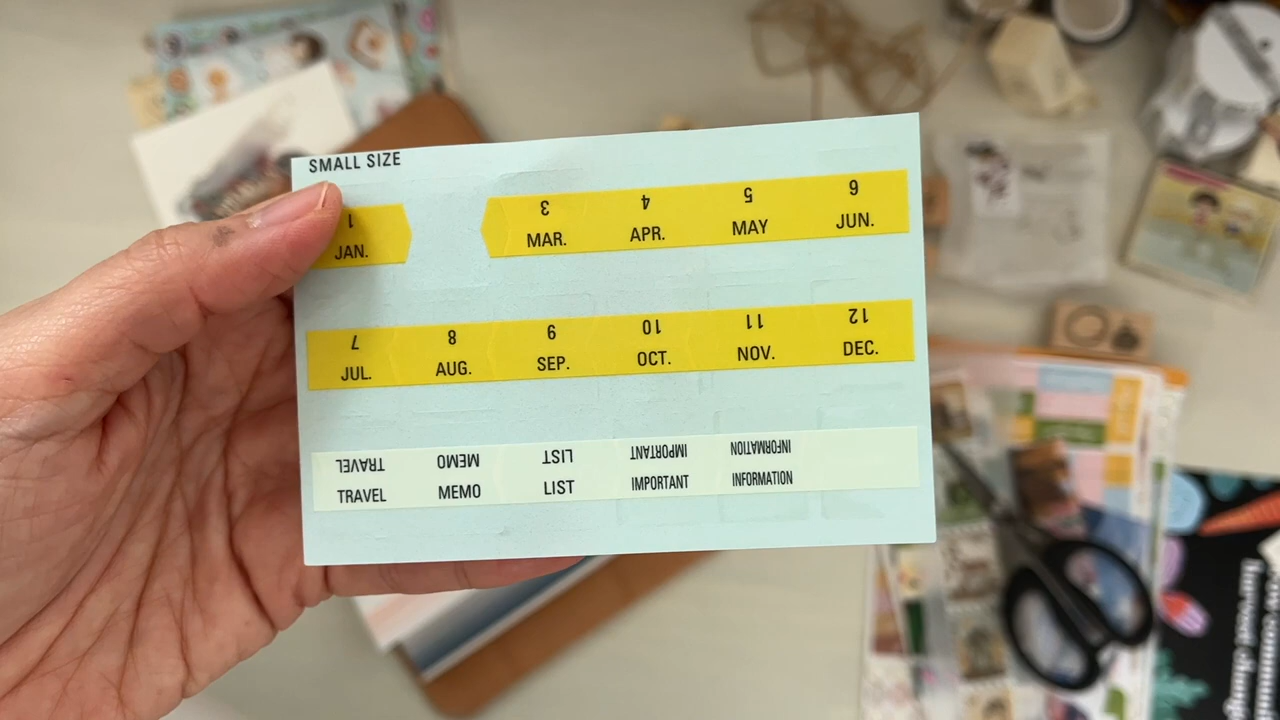 SMALL SIZE
1 3 4 5 6
JAN. MAR. APR. MAY JUN.
7 8 9 10 11 12
JUL. AUG. SEP. OCT. NOV. DEC.
TRAVEL MEMO LIST IMPORTANT INFORMATION
TRAVEL MEMO LIST IMPORTANT INFORMATION